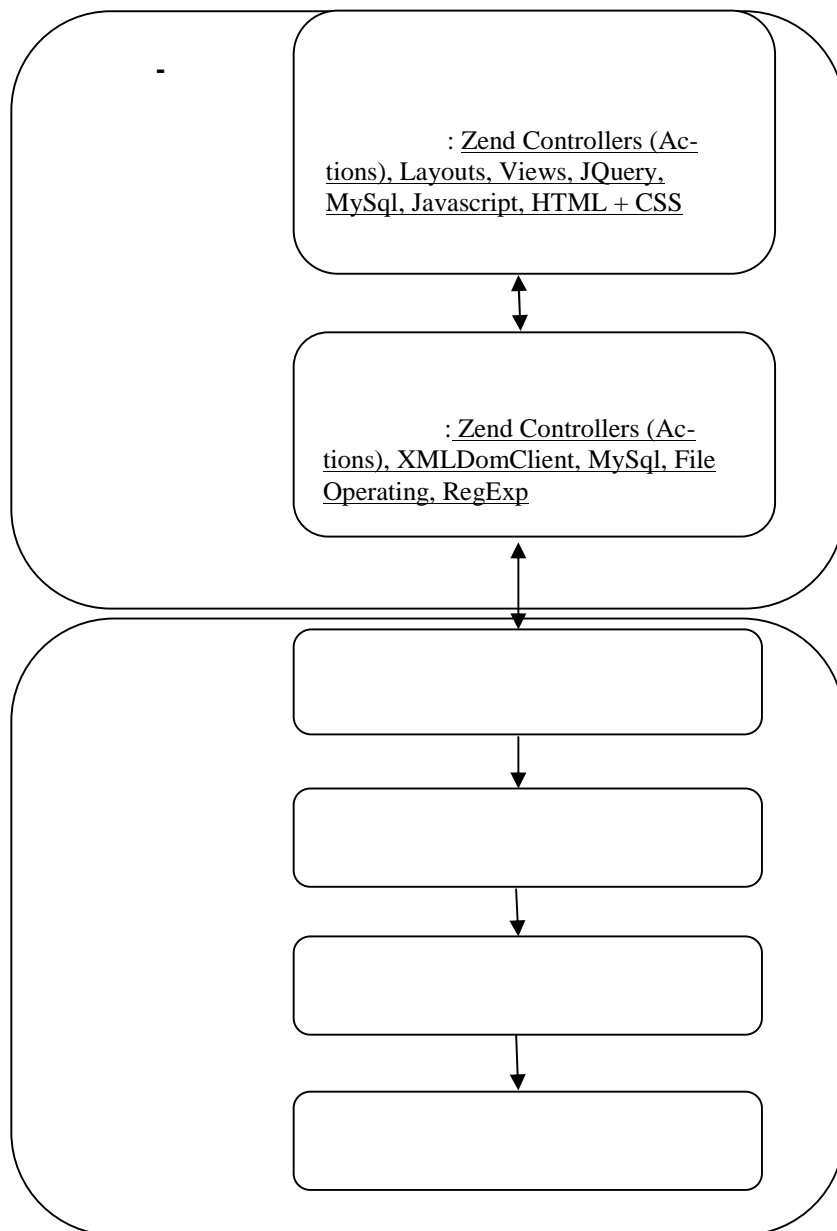 -
: Zend Controllers (Ac-
tions), Layouts, Views, JQuery,
MySql, Javascript, HTML + CSS
: Zend Controllers (Ac-
tions), XMLDomClient, MySql, File
Operating, RegExp